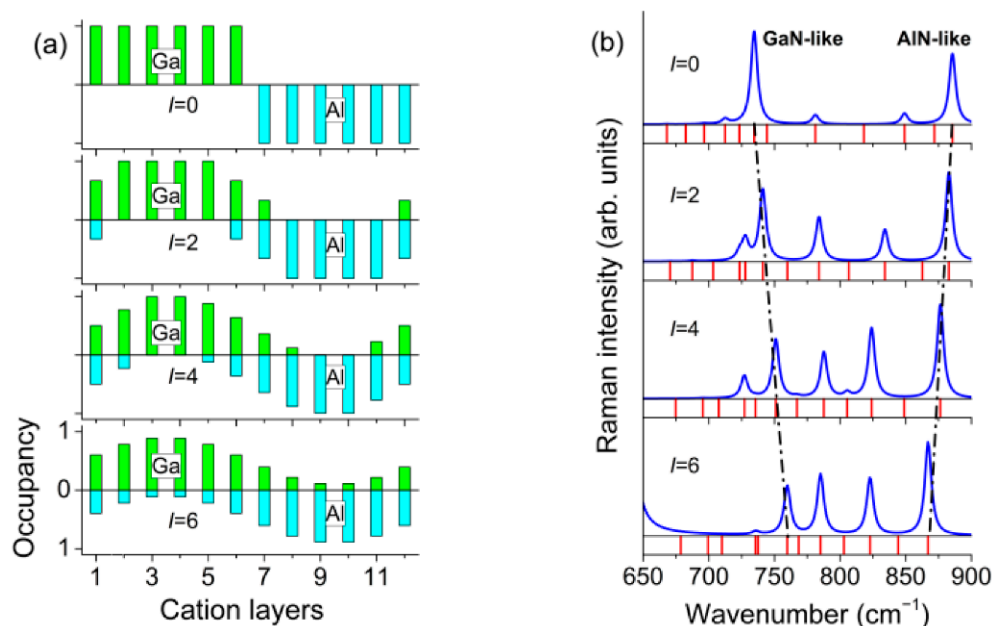 (a)
Ga
l=0
Al
Ga
l=2
Al
Ga
l=4
Al
1
Ga
0
Al
l=6
1
1 3 5 7 9 11
Occupancy
Cation layers
(b)
GaN-like
AlN-like
l=0
l=2
l=4
l=6
650 700 750 800 850 900
Raman intensity (arb. units)
Wavenumber (cm⁻¹)